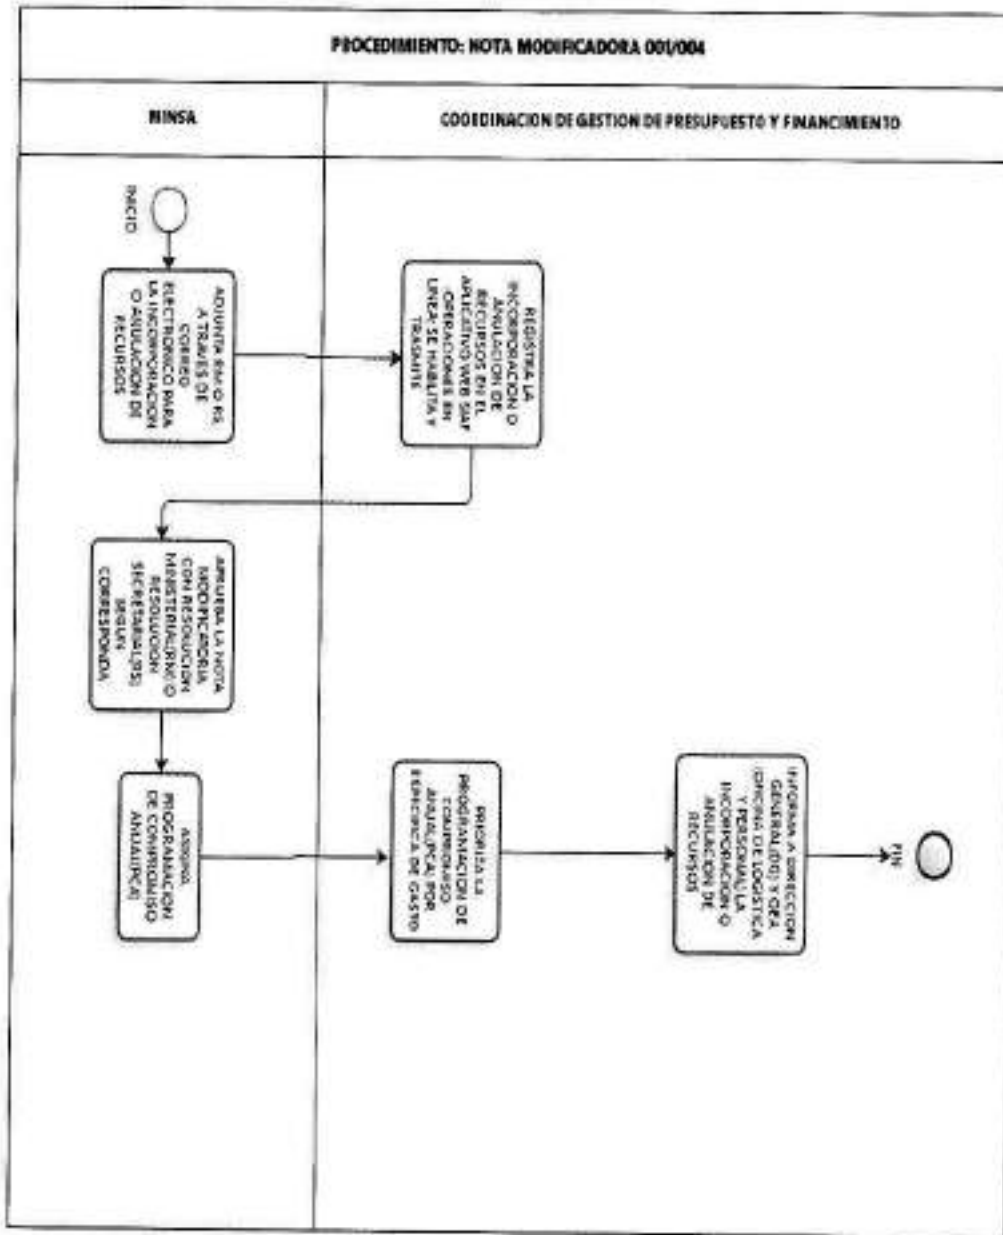 PROCEDIMIENTO: NOTA MODIFICADORA 001/004
MINSA
COORDINACION DE GESTION DE PRESUPUESTO Y FINANCIMIENTO
INICIO
ADJUNTA RM O RS
A TRAVES DE
CORREO
ELECTRONICO PARA
LA INCORPORACION
O ANULACION DE
RECURSOS
REGISTRA LA
INCORPORACION O
ANULACION DE
RECURSOS EN EL
APLICATIVO WEB SIAF
OPERACIONES EN
LINEA- SE HABILITA Y
TRASMITE
APRUEBA LA NOTA
MODIFICATORIA
CON RESOLUCION
MINISTERIAL(RM) O
RESOLUCION
SECRETARIAL(RS)
SEGUN
CORRESPONDA
ASIGNA
PROGRAMACION
DE COMPROMISO
ANUAL(PCA)
PRIORIZA LA
PROGRAMACION DE
COMPROMISO
ANUAL(PCA) POR
ESPECIFICA DE GASTO
INFORMA A DIRECCION
GENERAL(DG) Y OEA
(OFICINA DE LOGISTICA
Y PERSONAL) LA
INCORPORACION O
ANULACION DE
RECURSOS
FIN